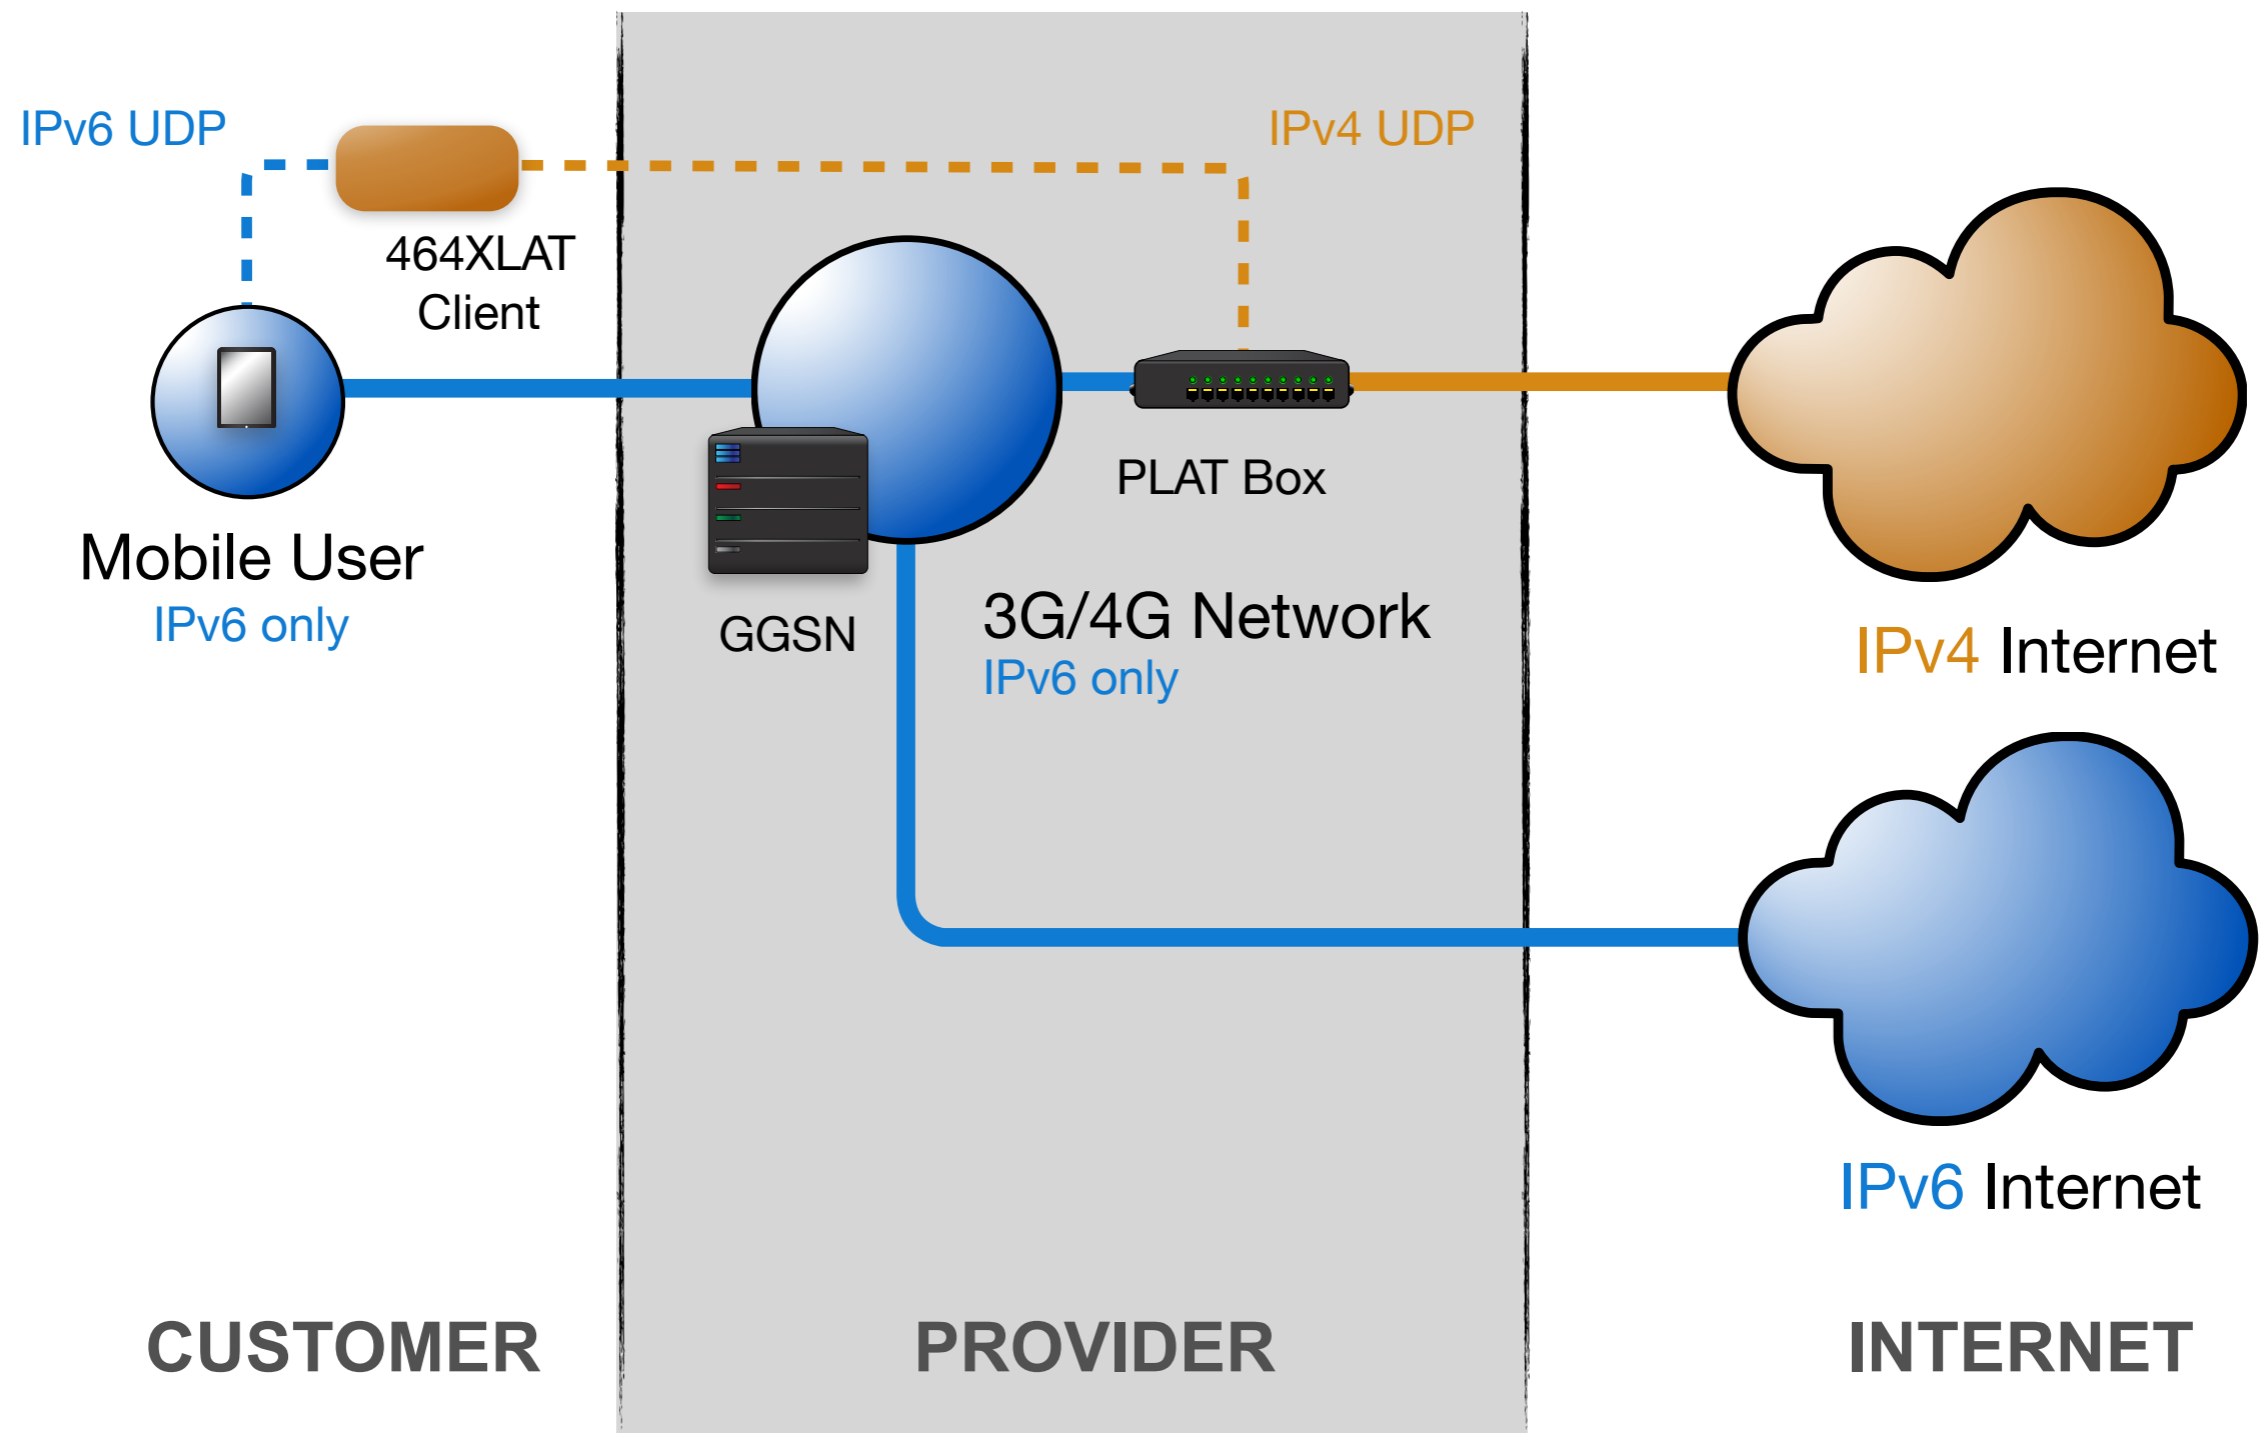 IPv6 UDP
IPv4 UDP
464XLAT
Client
PLAT Box
Mobile User
IPv6 only
GGSN
3G/4G Network
IPv6 only
IPv4 Internet
IPv6 Internet
CUSTOMER
PROVIDER
INTERNET